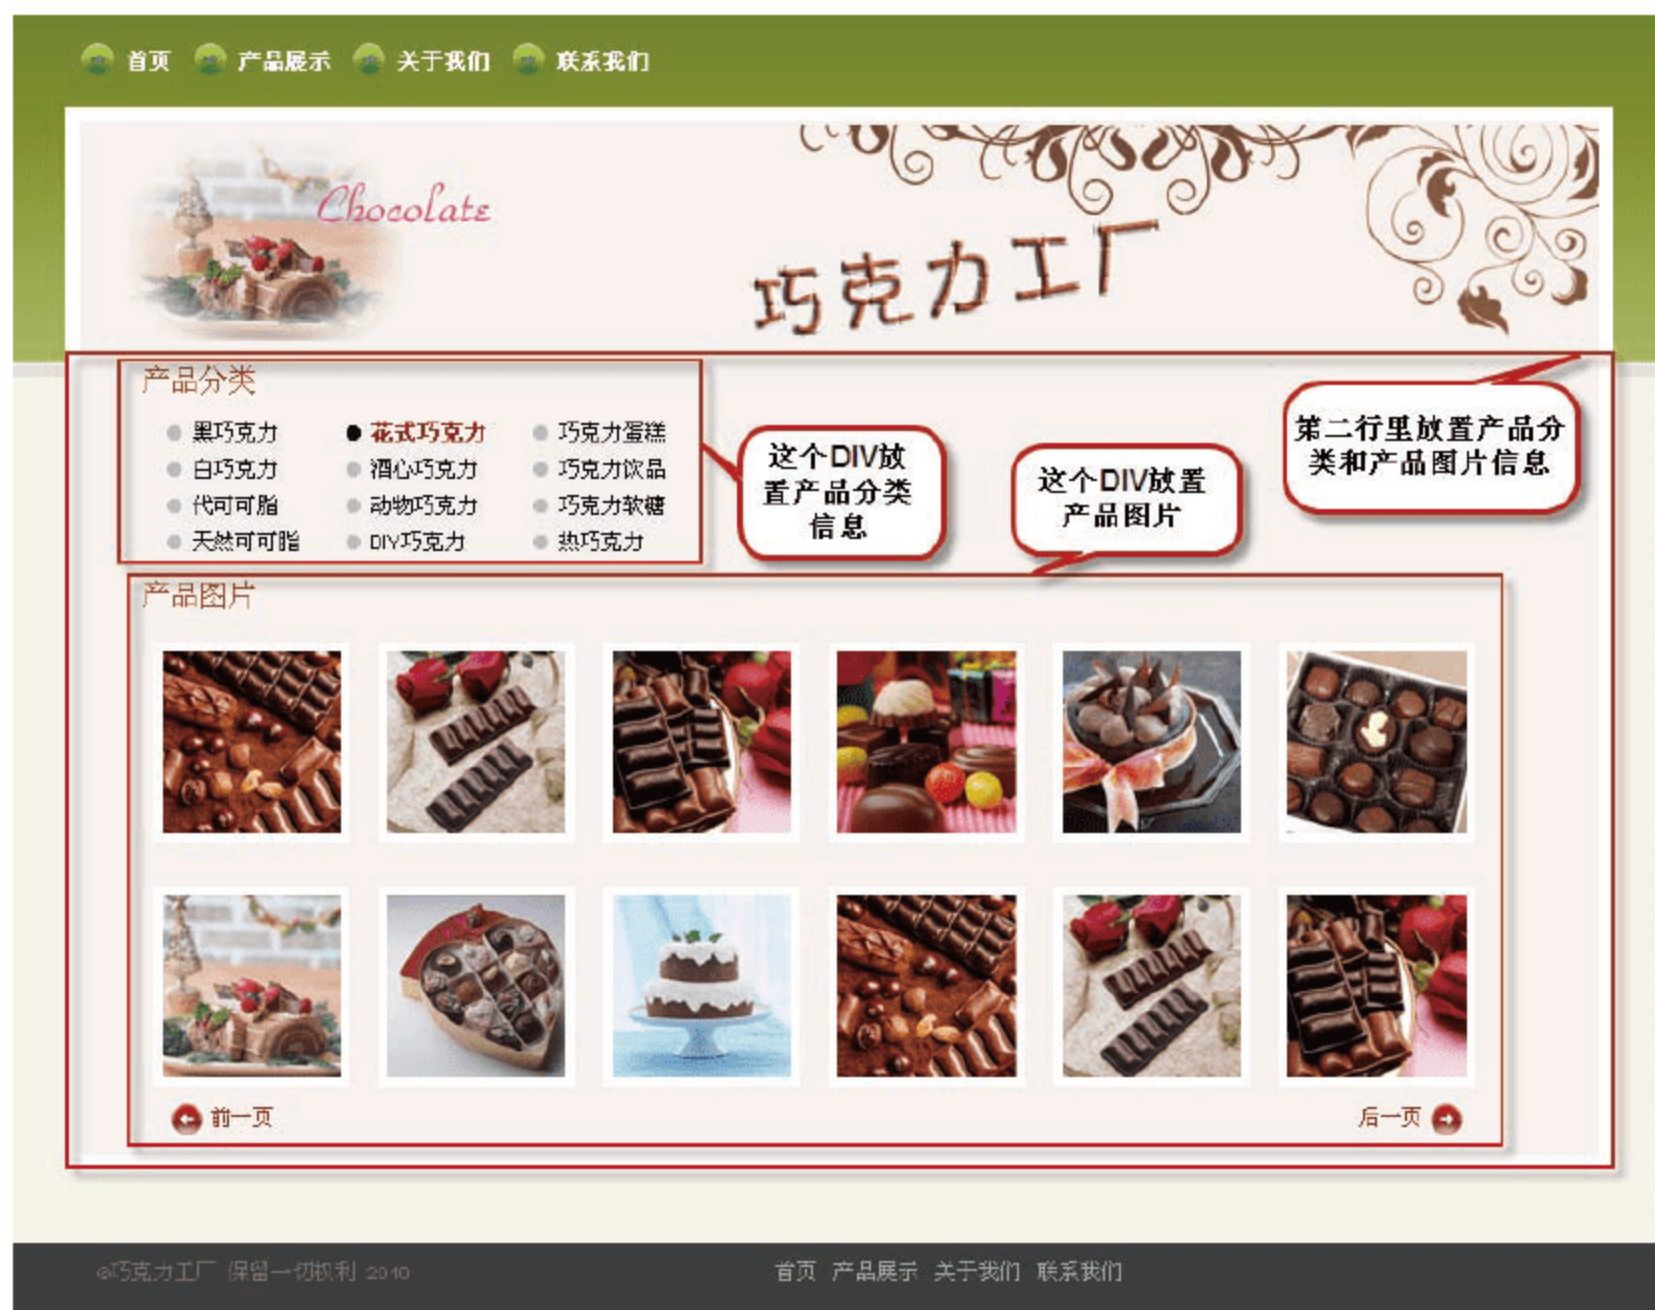 首页 产品展示 关于我们 联系我们
Chocolate
巧克力工厂
产品分类
黑巧克力 花式巧克力 巧克力蛋糕
白巧克力 酒心巧克力 巧克力饮品
代可可脂 动物巧克力 巧克力软糖
天然可可脂 DIY巧克力 热巧克力
这个DIV放
置产品分类
信息
这个DIV放置
产品图片
第二行里放置产品分
类和产品图片信息
产品图片
前一页 后一页
©巧克力工厂 保留一切权利 2010 首页 产品展示 关于我们 联系我们